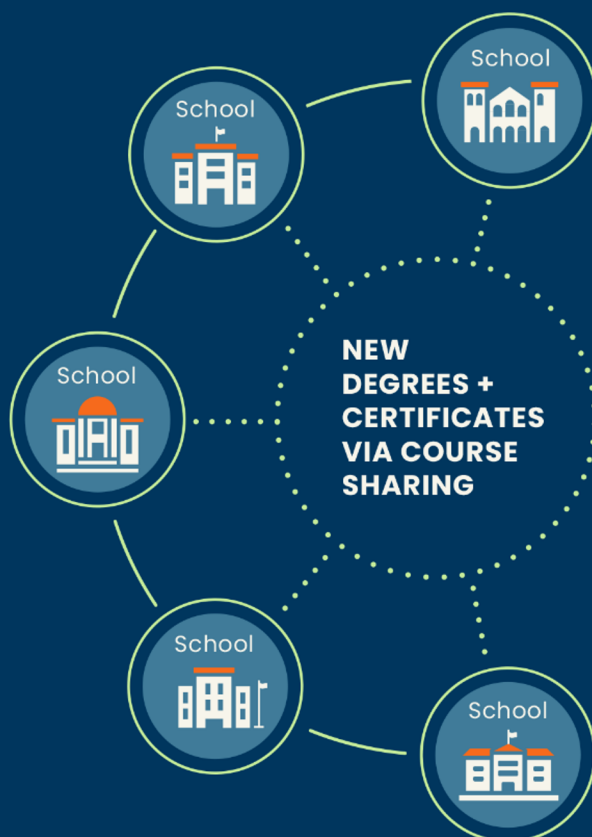 School
School
School
NEW
DEGREES +
CERTIFICATES
VIA COURSE
SHARING
School
School